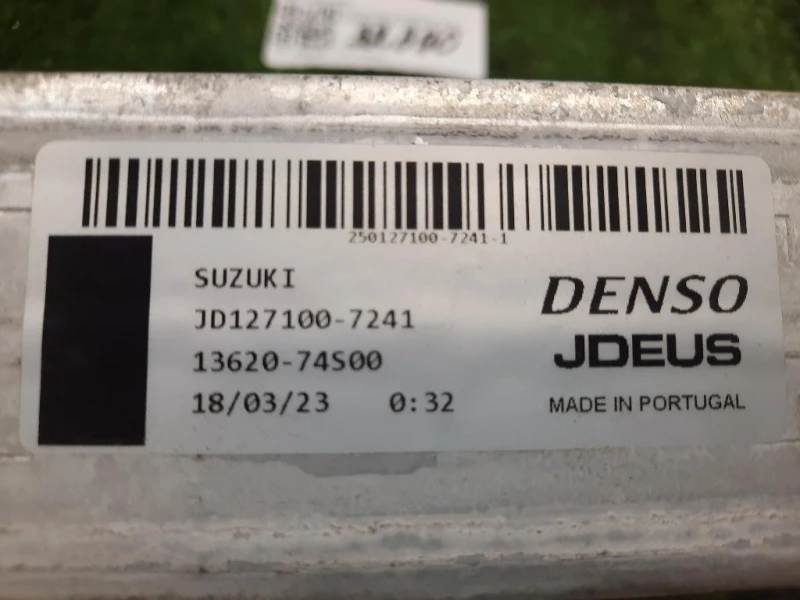 250127100-7241-1
SUZUKI
JD127100-7241
13620-74S00
18/03/23 0:32
DENSO
JDEUS
MADE IN PORTUGAL